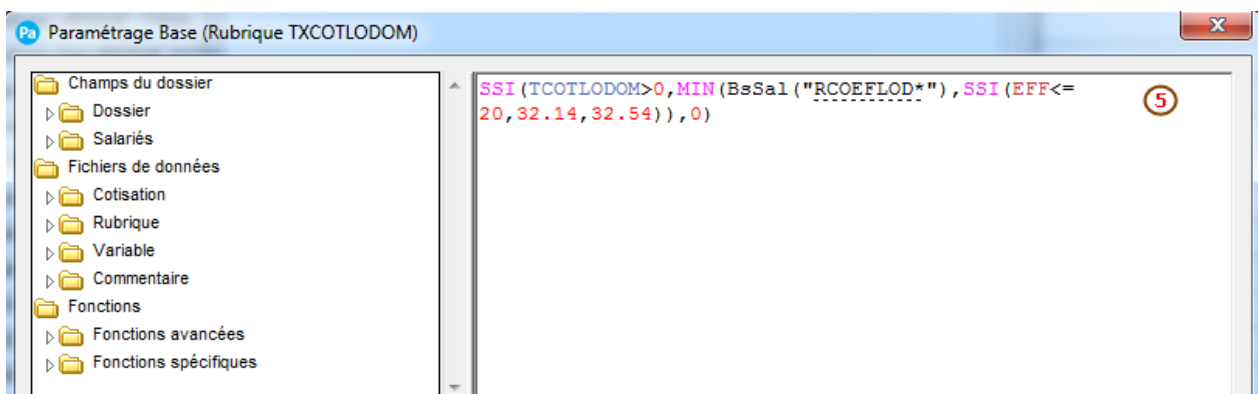 Pa Paramétrage Base (Rubrique TXCOTLODOM)
x
Champs du dossier
Dossier
Salariés
Fichiers de données
Cotisation
Rubrique
Variable
Commentaire
Fonctions
Fonctions avancées
Fonctions spécifiques
SSI(TCOTLODOM>0,MIN(BsSal("RCOEFLOD*"),SSI(EFF<=
20,32.14,32.54)),0)
5